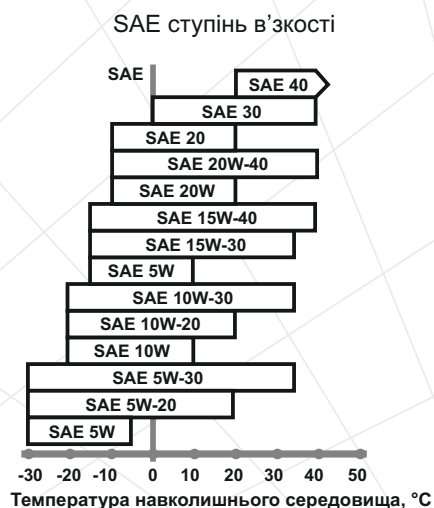 SAE ступінь в’зкості
SAE
SAE 40
SAE 30
SAE 20
SAE 20W-40
SAE 20W
SAE 15W-40
SAE 15W-30
SAE 5W
SAE 10W-30
SAE 10W-20
SAE 10W
SAE 5W-30
SAE 5W-20
SAE 5W
-30 -20 -10 0 10 20 30 40 50
Температура навколишнього середовища, °С